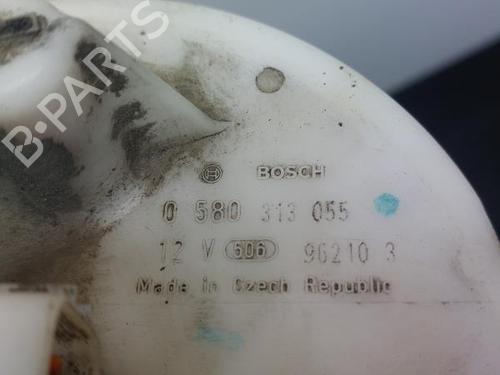 B-PARTS
BOSCH
0 580 313 055
12 V 506 96210 3
Made in Czech Republic